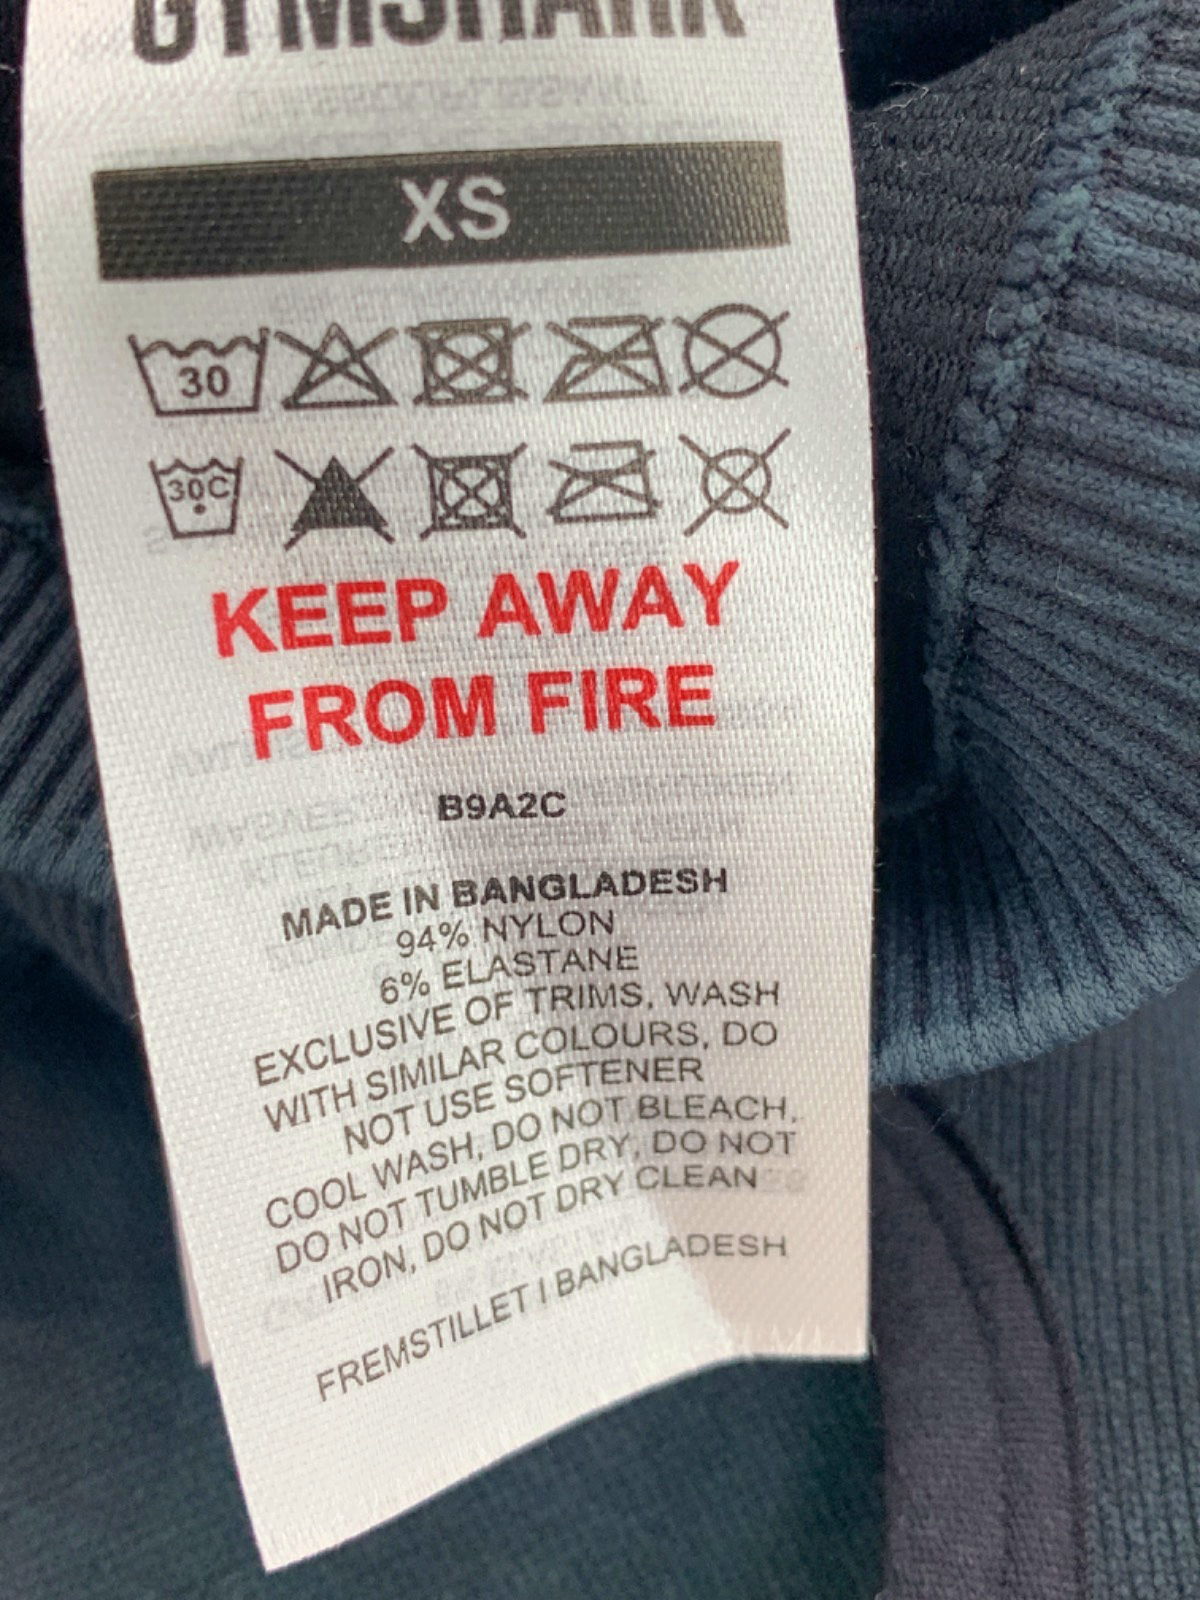 GYMSHARK
XS
30
30C
KEEP AWAY
FROM FIRE
B9A2C
MADE IN BANGLADESH
94% NYLON
6% ELASTANE
EXCLUSIVE OF TRIMS, WASH
WITH SIMILAR COLOURS, DO
NOT USE SOFTENER
COOL WASH, DO NOT BLEACH,
DO NOT TUMBLE DRY, DO NOT
IRON, DO NOT DRY CLEAN
FREMSTILLET I BANGLADESH